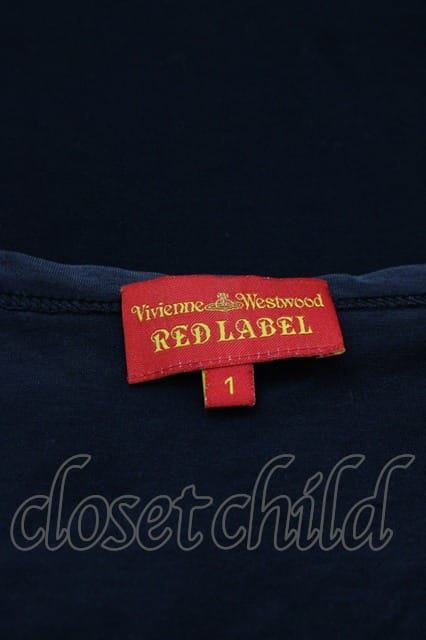 Vivienne Westwood
RED LABEL
1
closetchild